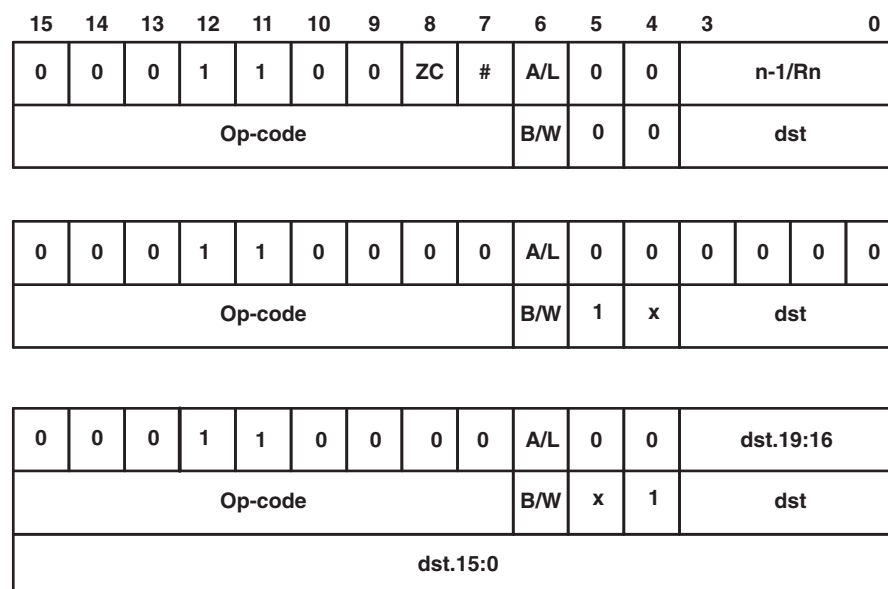 15 14 13 12 11 10 9 8 7 6 5 4 3 0
0 0 0 1 1 0 0 ZC # A/L 0 0 n-1/Rn
Op-code B/W 0 0 dst
0 0 0 1 1 0 0 0 0 A/L 0 0 0 0 0 0
Op-code B/W 1 x dst
0 0 0 1 1 0 0 0 0 A/L 0 0 dst.19:16
Op-code B/W x 1 dst
dst.15:0